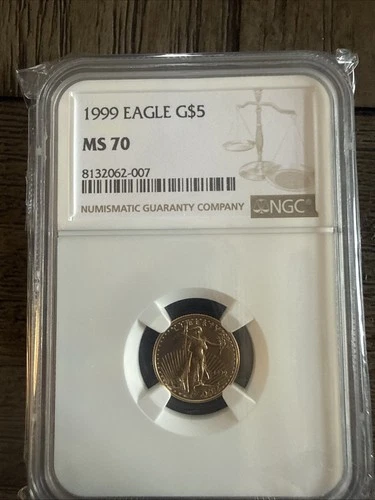 1999 EAGLE G$5
MS 70
8132062-007
NUMISMATIC GUARANTY COMPANY
NGC